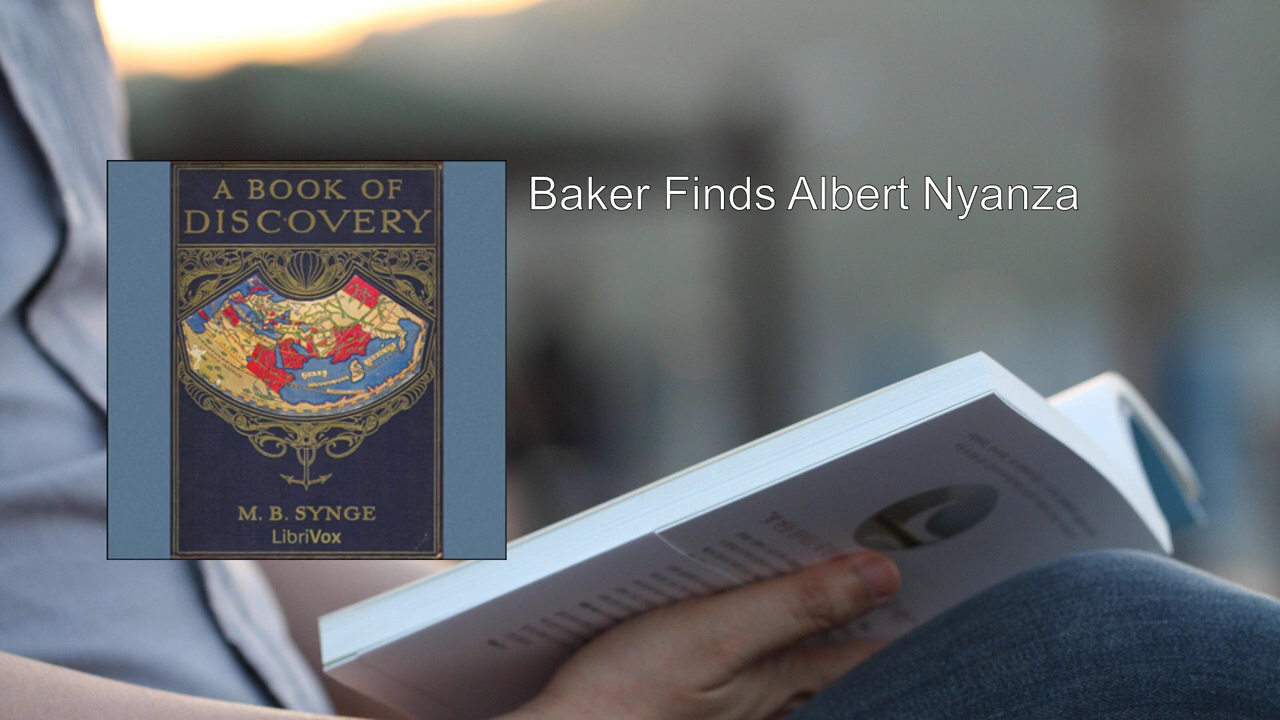 A BOOK OF
DISCOVERY
M. B. SYNGE
LibriVox
Baker Finds Albert Nyanza